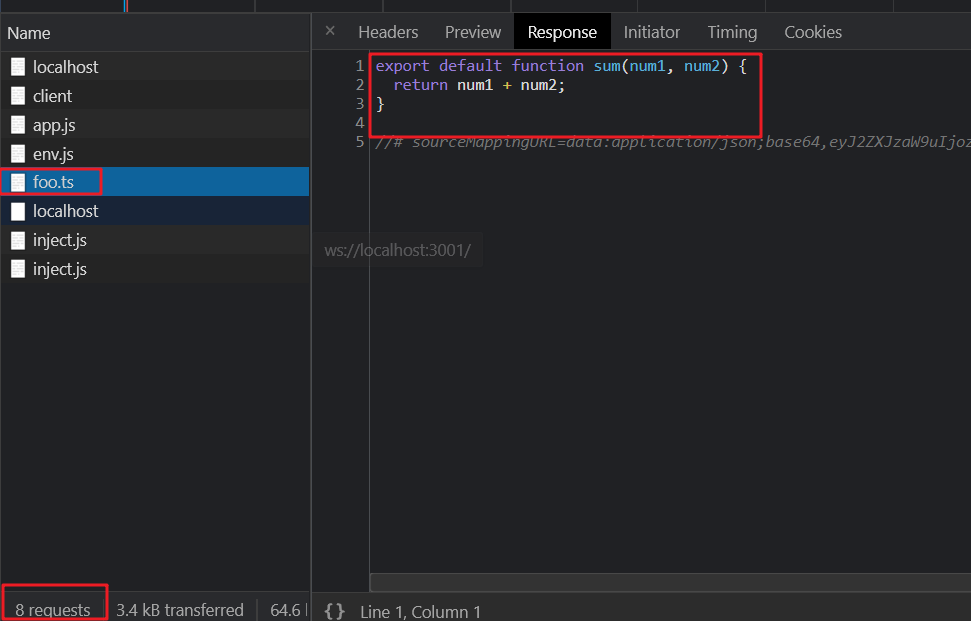 Name
localhost
client
app.js
env.js
foo.ts
localhost
inject.js
inject.js
8 requests 3.4 kB transferred 64.6
× Headers Preview Response Initiator Timing Cookies
1 export default function sum(num1, num2) {
2 return num1 + num2;
3 }
4
5 //# sourceMappingURL=data:application/json;base64,eyJ2ZXJzaW9uIjoz
ws://localhost:3001/
{} Line 1, Column 1